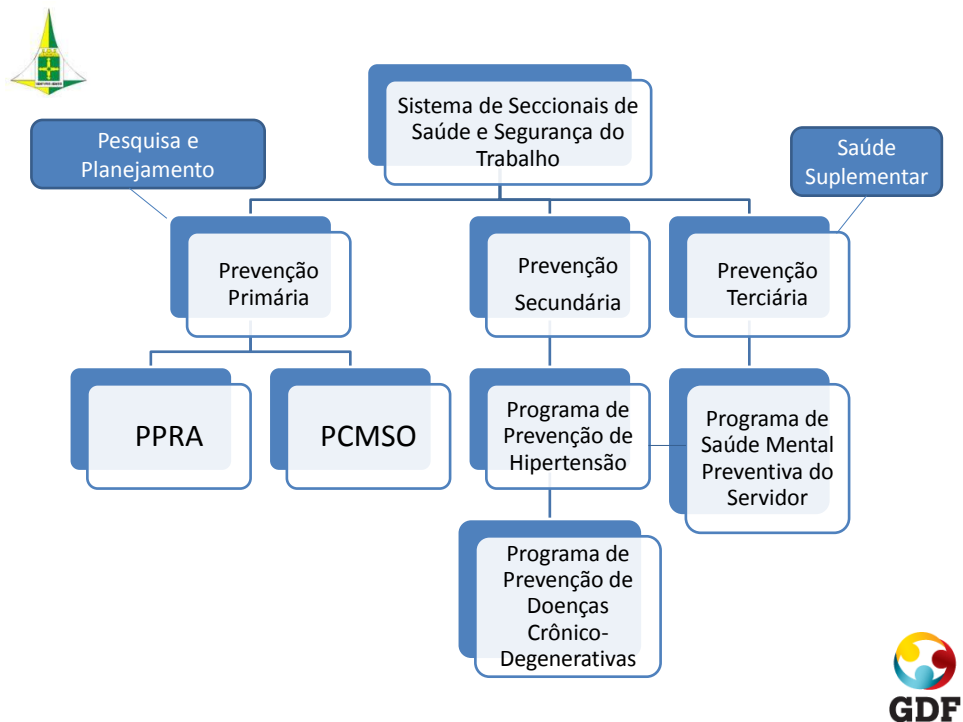 Sistema de Seccionais de
Saúde e Segurança do
Trabalho
Pesquisa e
Planejamento
Saúde
Suplementar
Prevenção
Primária
Prevenção
Secundária
Prevenção
Terciária
PPRA
PCMSO
Programa de
Prevenção de
Hipertensão
Programa de
Saúde Mental
Preventiva do
Servidor
Programa de
Prevenção de
Doenças
Crônico-
Degenerativas
GDF